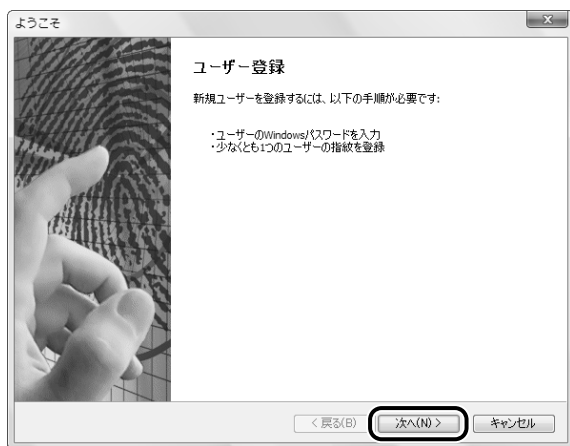 ようこそ
ユーザー登録
新規ユーザーを登録するには、以下の手順が必要です:
・ユーザーのWindowsパスワードを入力
・少なくとも1つのユーザーの指紋を登録
< 戻る(B)
次へ(N) >
キャンセル